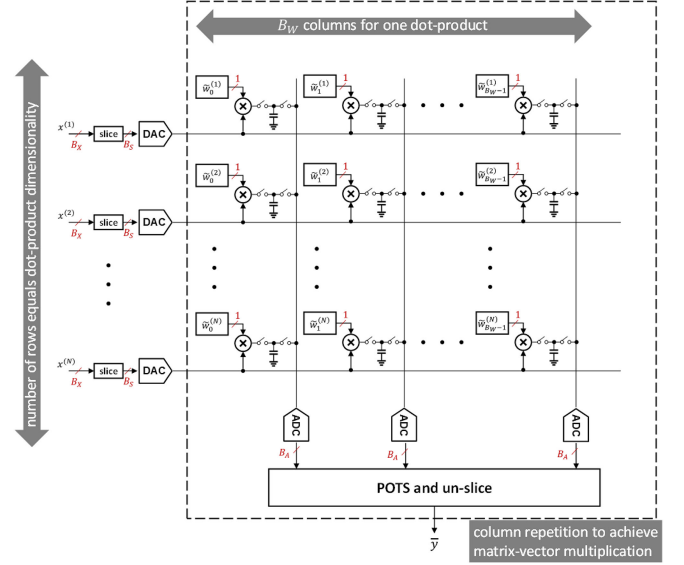 B_W columns for one dot-product
number of rows equals dot-product dimensionality
w̃_0^(1) 1 w̃_1^(1) 1 w̃_{B_W−1}^(1) 1
x^(1) B_X slice B_S DAC
w̃_0^(2) 1 w̃_1^(2) 1 w̃_{B_W−1}^(2) 1
x^(2) B_X slice B_S DAC
w̃_0^(N) 1 w̃_1^(N) 1 w̃_{B_W−1}^(N) 1
x^(N) B_X slice B_S DAC
ADC ADC ADC
B_A B_A B_A
POTS and un-slice
ȳ
column repetition to achieve
matrix-vector multiplication